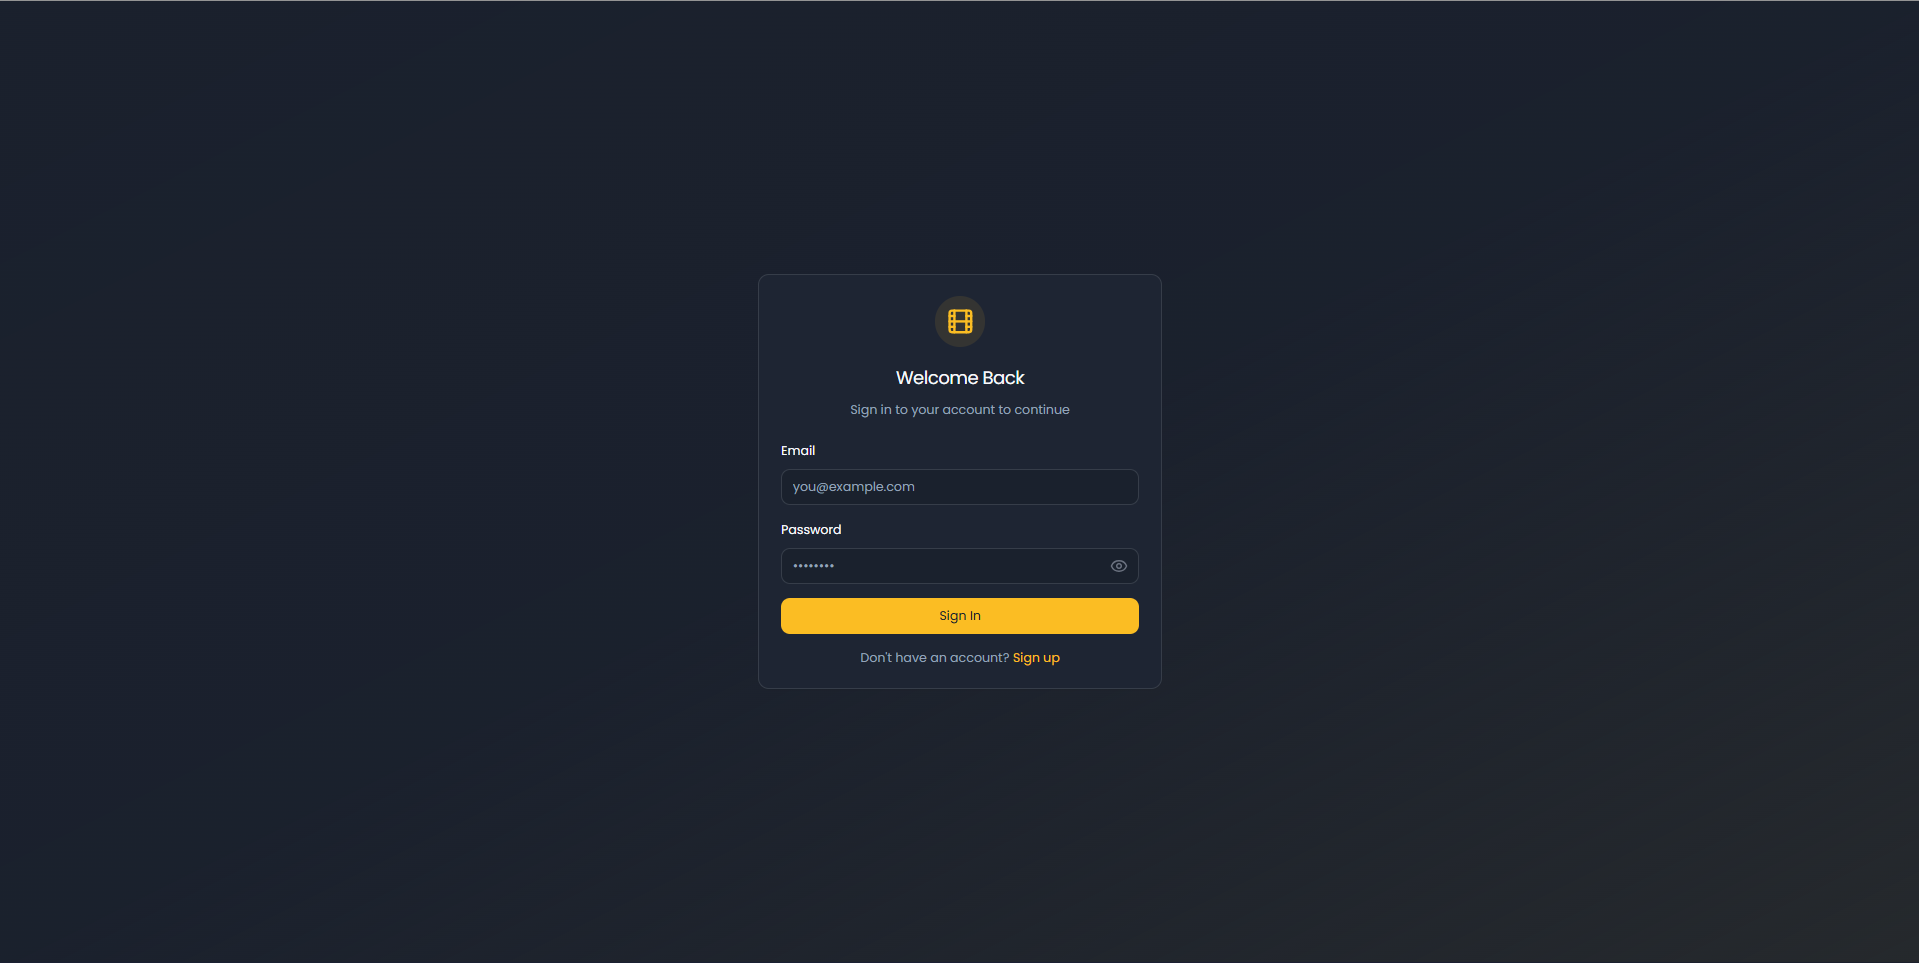 Welcome Back
Sign in to your account to continue
Email
you@example.com
Password
••••••••
Sign In
Don't have an account? Sign up